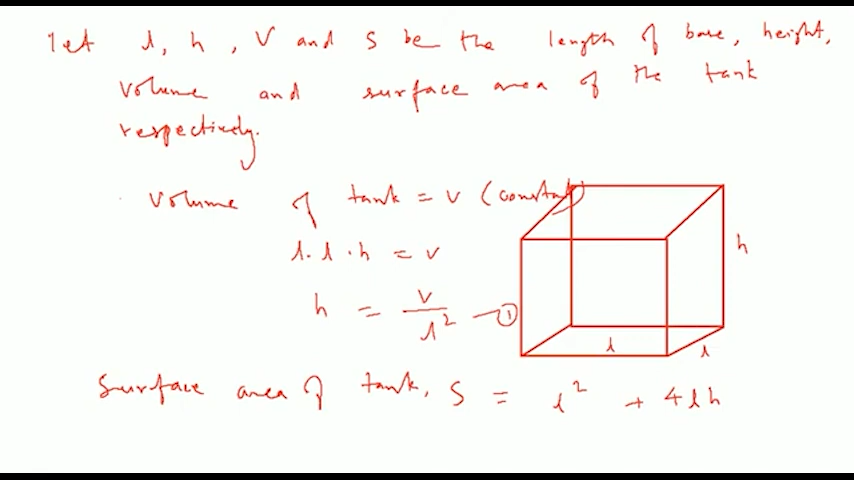 let l, h, V and S be the length of base, height,
volume and surface area of the tank
respectively.
volume of tank = V (constant)
l . l . h = V
h = V / l² — ①
h
l
l
Surface area of tank, S = l² + 4lh